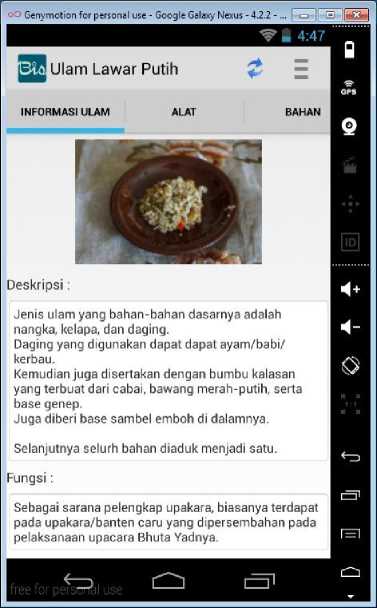 Genymotion for personal use - Google Galaxy Nexus - 4.2.2 - ...
4:47
Bis Ulam Lawar Putih
INFORMASI ULAM ALAT BAHAN
GPS
ID
Deskripsi :
Jenis ulam yang bahan-bahan dasarnya adalah
nangka, kelapa, dan daging.
Daging yang digunakan dapat dapat ayam/babi/
kerbau.
Kemudian juga disertakan dengan bumbu kalasan
yang terbuat dari cabai, bawang merah-putih, serta
base genep.
Juga diberi base sambel emboh di dalamnya.
Selanjutnya selurh bahan diaduk menjadi satu.
1:1
Fungsi :
Sebagai sarana pelengkap upakara, biasanya terdapat
pada upakara/banten caru yang dipersembahan pada
pelaksanaan upacara Bhuta Yadnya.
free for personal use